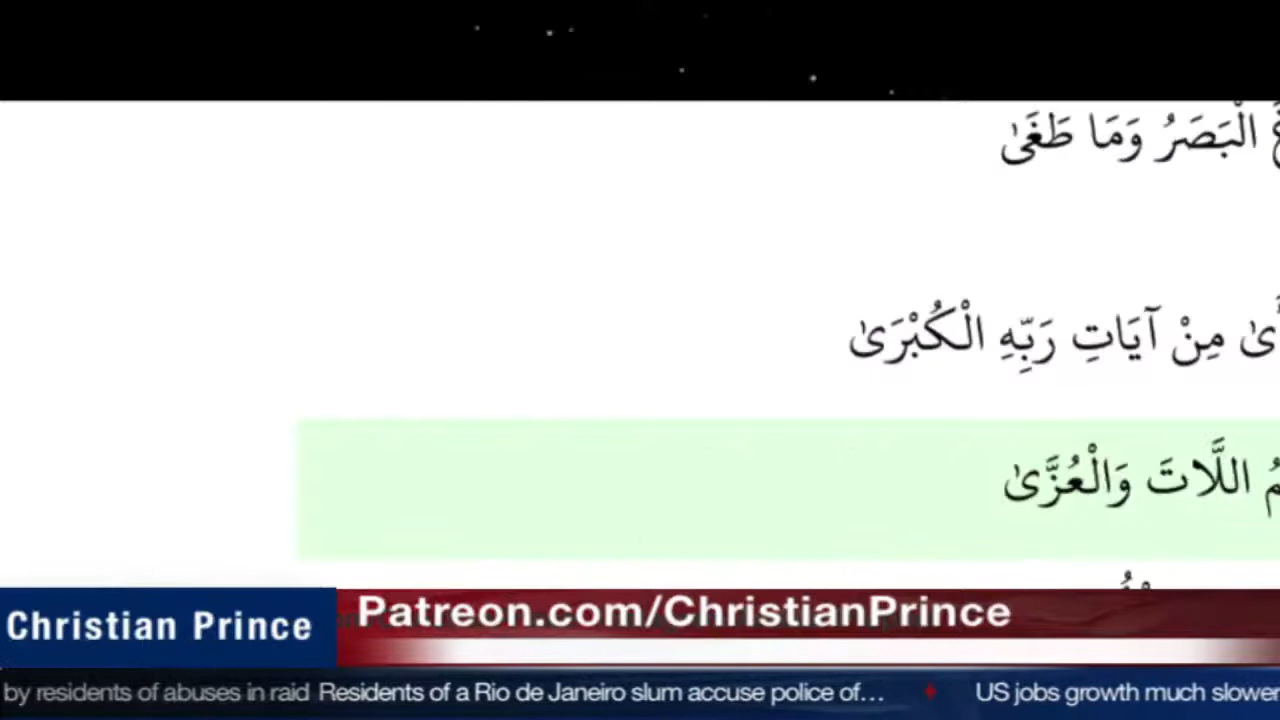 الْبَصَرُ وَمَا طَغَىٰ
مِنْ آيَاتِ رَبِّهِ الْكُبْرَىٰ
اللَّاتَ وَالْعُزَّىٰ
Patreon.com/ChristianPrince
Christian Prince
by residents of abuses in raid Residents of a Rio de Janeiro slum accuse police of... US jobs growth much slower